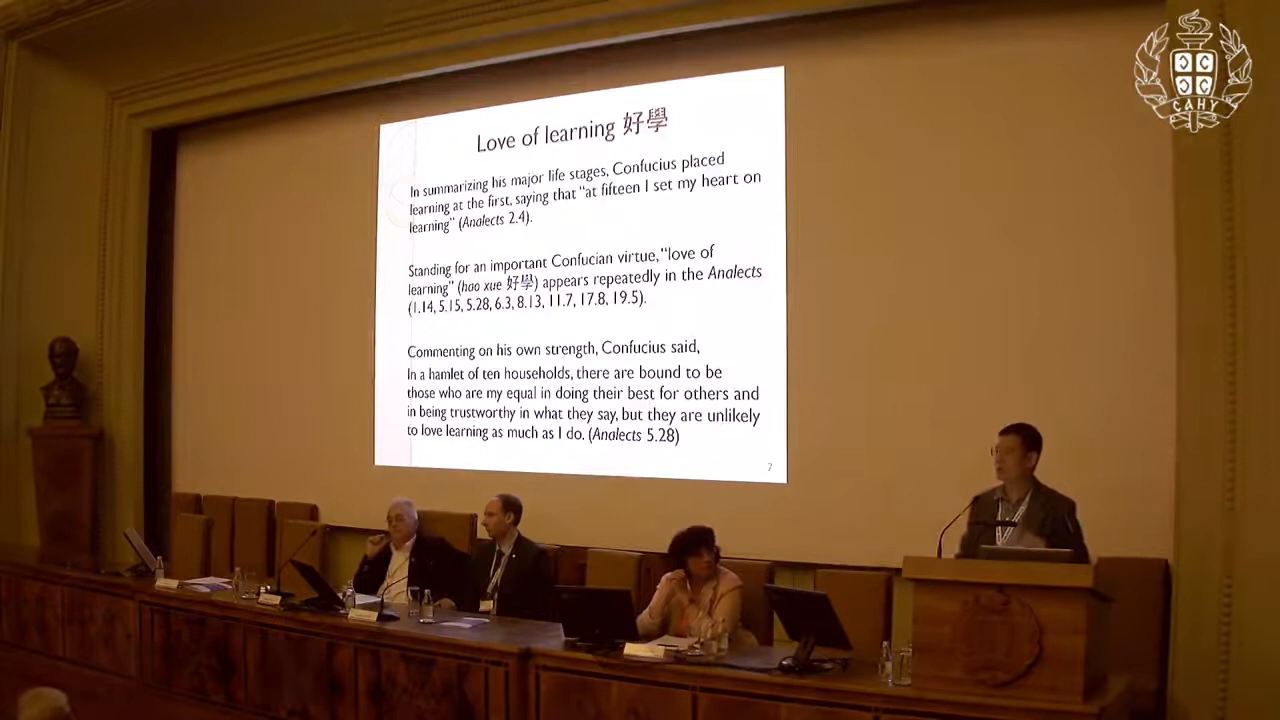 Love of learning 好學
In summarizing his major life stages, Confucius placed
learning at the first, saying that “at fifteen I set my heart on
learning” (Analects 2.4).
Standing for an important Confucian virtue, “love of
learning” (hao xue 好學) appears repeatedly in the Analects
(1.14, 5.15, 5.28, 6.3, 8.13, 11.7, 17.8, 19.5).
Commenting on his own strength, Confucius said,
In a hamlet of ten households, there are bound to be
those who are my equal in doing their best for others and
in being trustworthy in what they say, but they are unlikely
to love learning as much as I do. (Analects 5.28)
7
САНУ